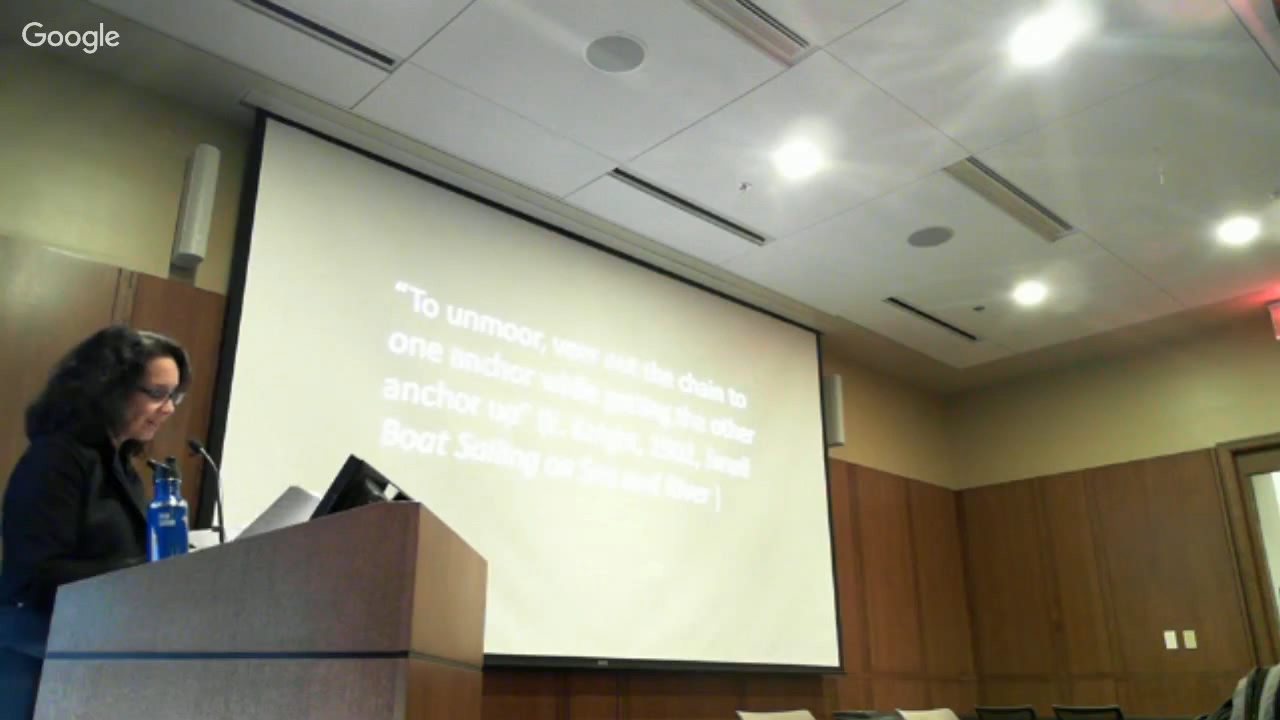 Google
“To unmoor, veer out the chain to
one anchor while getting the other
anchor up” (E. Knight, 1902, Small
Boat Sailing on Sea and River )